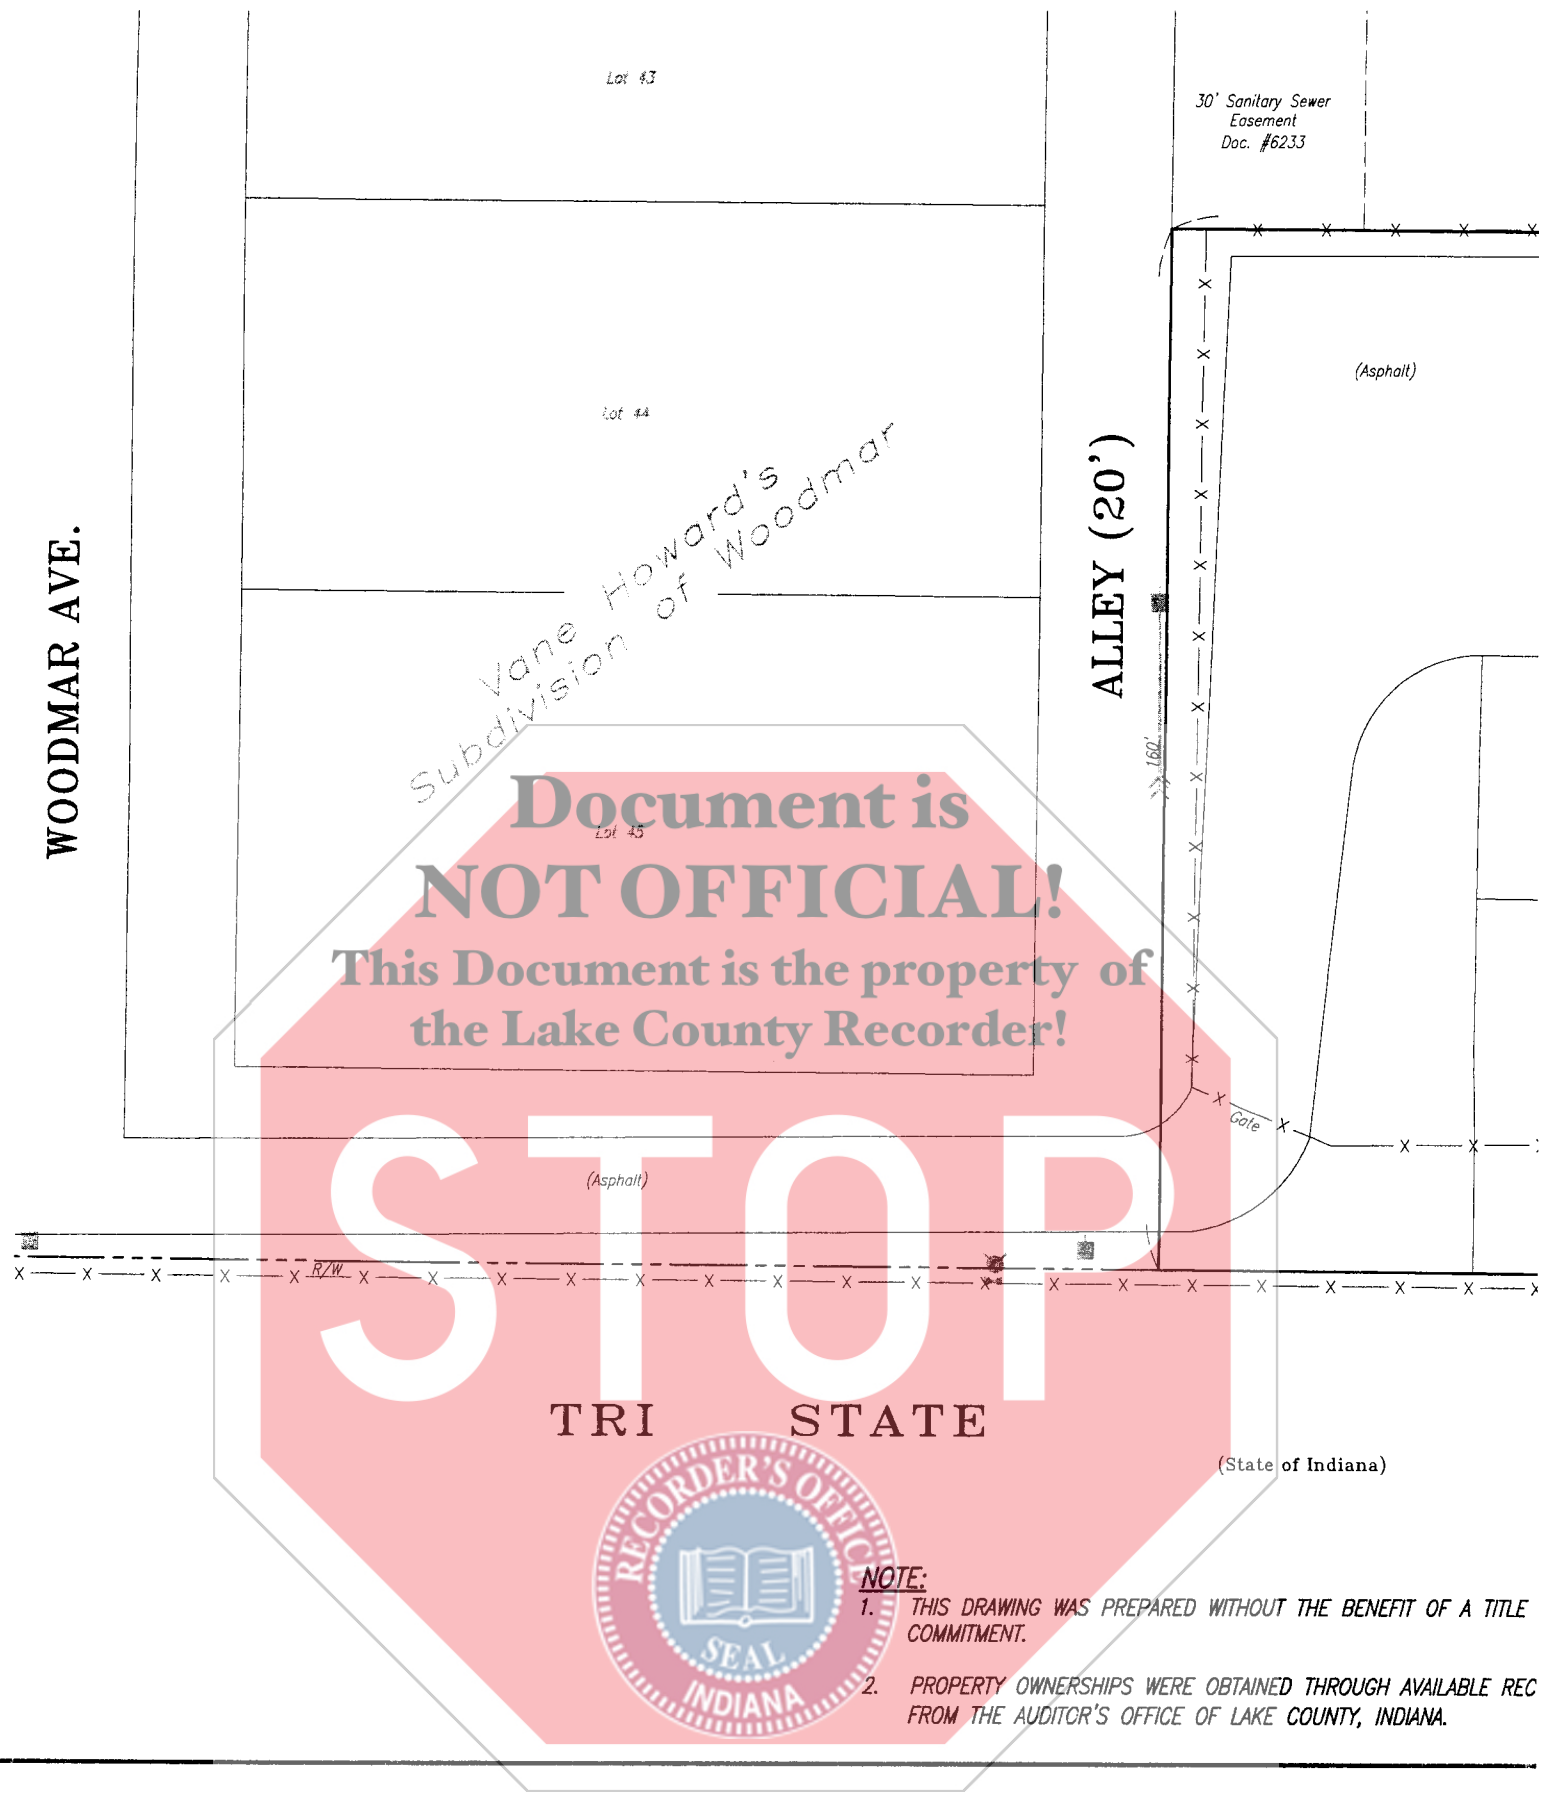 Lot 43
30' Sanitary Sewer
Easement
Doc. #6233
(Asphalt)
Lot 44
Vane Howard's
Subdivision of Woodmar
WOODMAR AVE.
ALLEY (20')
160'
Document is
Lot 45
NOT OFFICIAL!
This Document is the property of
the Lake County Recorder!
Gate
(Asphalt)
R/W
STOP
TRI STATE
(State of Indiana)
RECORDER'S OFFICE
SEAL
INDIANA
NOTE:
1. THIS DRAWING WAS PREPARED WITHOUT THE BENEFIT OF A TITLE
COMMITMENT.
2. PROPERTY OWNERSHIPS WERE OBTAINED THROUGH AVAILABLE REC
FROM THE AUDITOR'S OFFICE OF LAKE COUNTY, INDIANA.